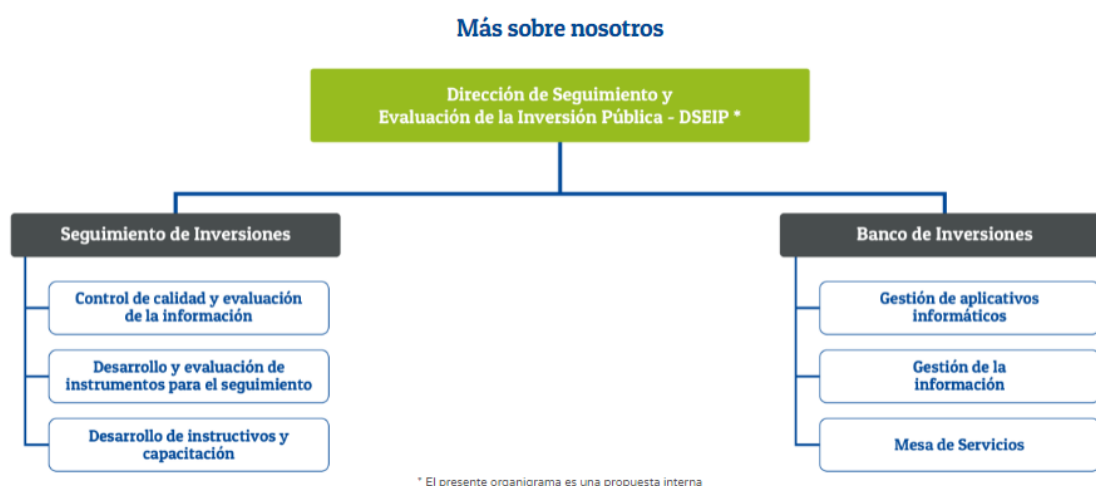 Más sobre nosotros
Dirección de Seguimiento y
Evaluación de la Inversión Pública - DSEIP *
Seguimiento de Inversiones
Control de calidad y evaluación
de la información
Desarrollo y evaluación de
instrumentos para el seguimiento
Desarrollo de instructivos y
capacitación
Banco de Inversiones
Gestión de aplicativos
informáticos
Gestión de la
información
Mesa de Servicios
* El presente organigrama es una propuesta interna